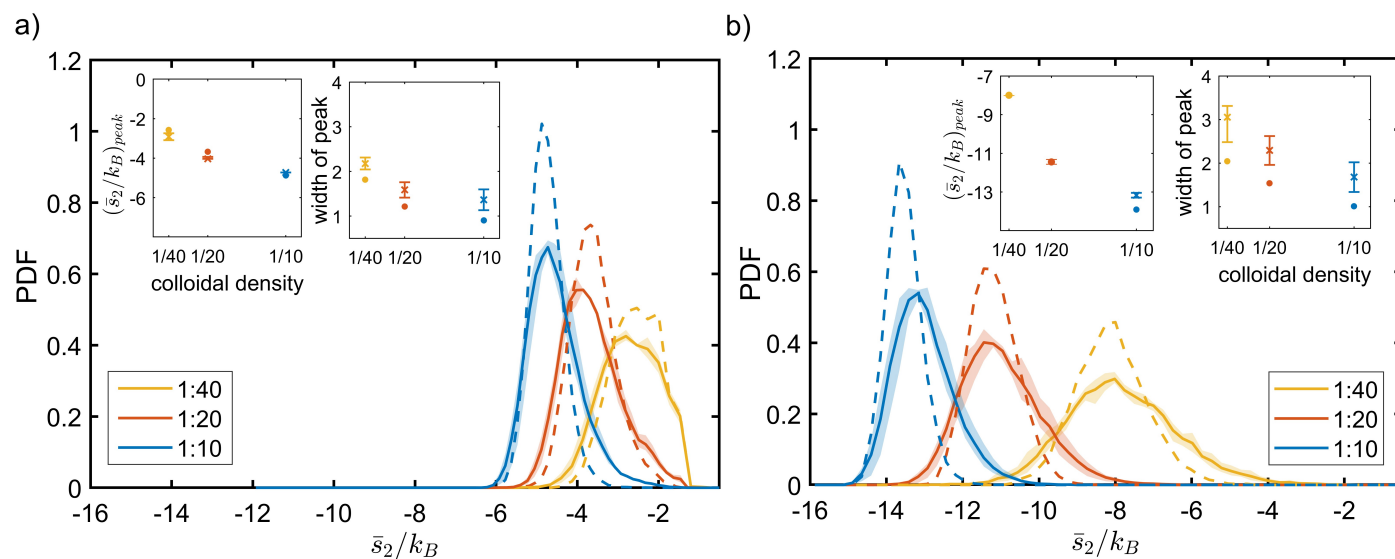 a)
1.2
1
0.8
0.6
0.4
0.2
0
PDF
-16 -14 -12 -10 -8 -6 -4 -2
s̄₂/k_B
0
-2
-4
-6
(s̄₂/k_B)peak
1/40 1/20 1/10
colloidal density
4
3
2
1
width of peak
1/40 1/20 1/10
1:40
1:20
1:10
b)
1.2
1
0.8
0.6
0.4
0.2
0
PDF
-16 -14 -12 -10 -8 -6 -4 -2
s̄₂/k_B
-7
-9
-11
-13
(s̄₂/k_B)peak
1/40 1/20 1/10
4
3
2
1
width of peak
1/40 1/20 1/10
colloidal density
1:40
1:20
1:10